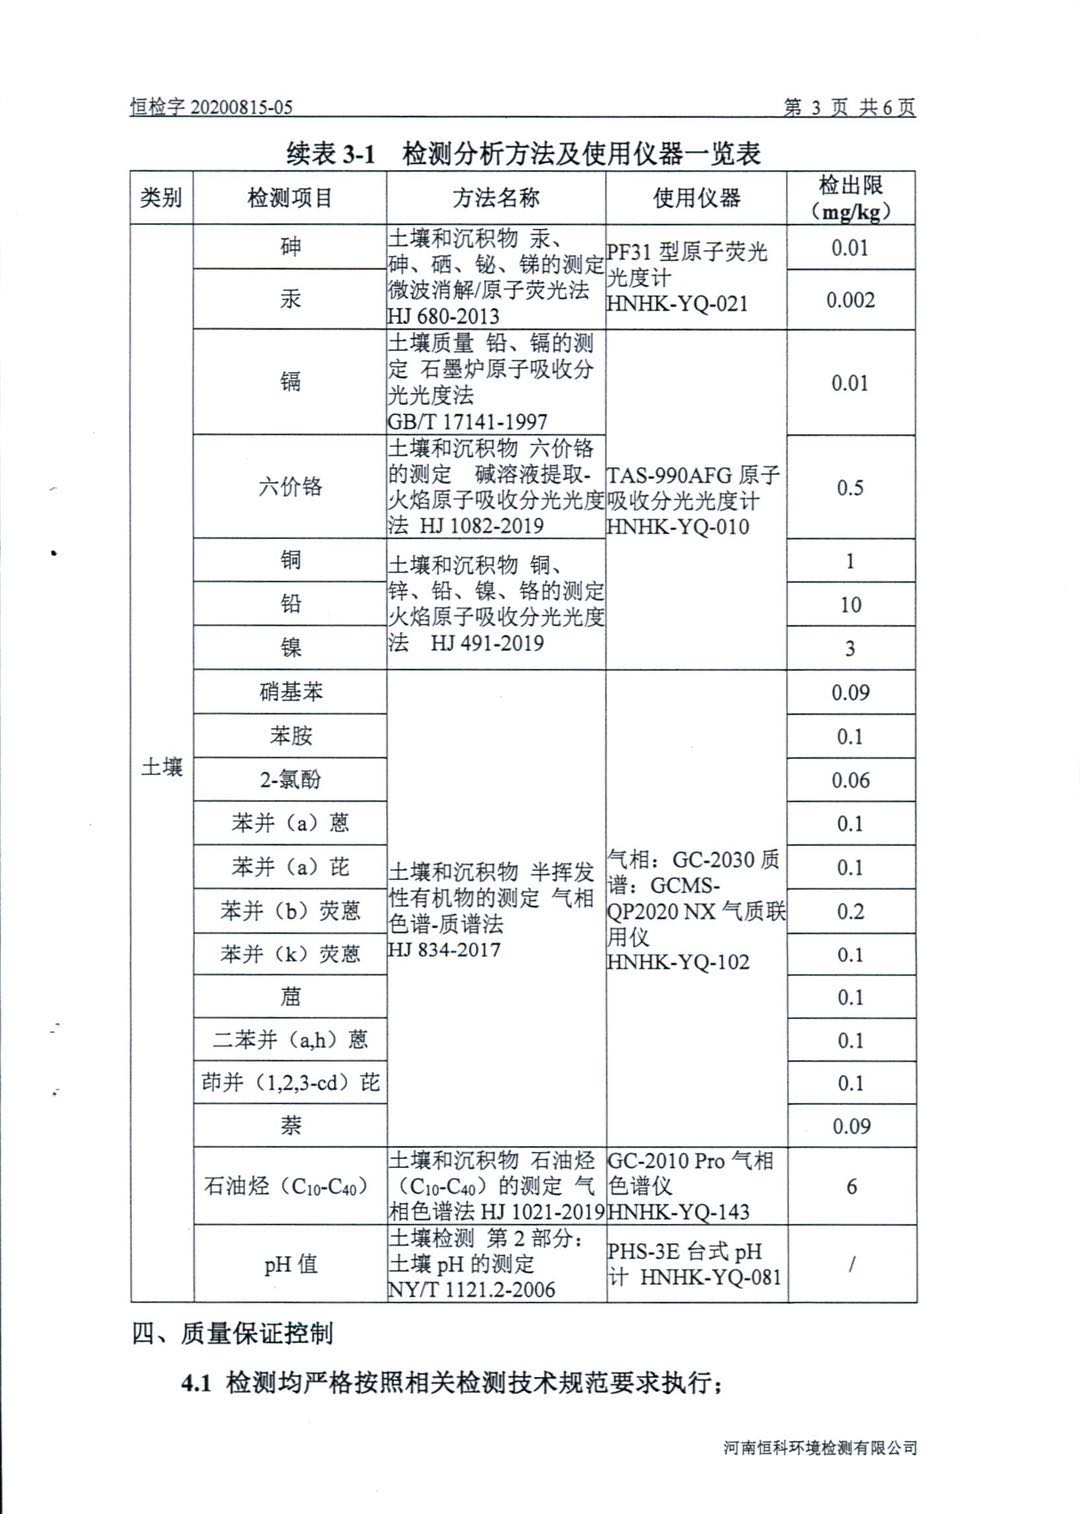 恒检字 20200815-05
第 3 页 共6页
续表 3-1 检测分析方法及使用仪器一览表
类别 检测项目 方法名称 使用仪器 检出限
（mg/kg）
土壤
砷
土壤和沉积物 汞、
砷、硒、铋、锑的测定
微波消解/原子荧光法
HJ 680-2013
PF31 型原子荧光
光度计
HNHK-YQ-021
0.01
汞
0.002
镉
土壤质量 铅、镉的测
定 石墨炉原子吸收分
光光度法
GB/T 17141-1997
TAS-990AFG 原子
吸收分光光度计
HNHK-YQ-010
0.01
六价铬
土壤和沉积物 六价铬
的测定 碱溶液提取-
火焰原子吸收分光光度
法 HJ 1082-2019
0.5
铜
土壤和沉积物 铜、
锌、铅、镍、铬的测定
火焰原子吸收分光光度
法 HJ 491-2019
1
铅
10
镍
3
硝基苯
土壤和沉积物 半挥发
性有机物的测定 气相
色谱-质谱法
HJ 834-2017
气相：GC-2030 质
谱：GCMS-
QP2020 NX 气质联
用仪
HNHK-YQ-102
0.09
苯胺
0.1
2-氯酚
0.06
苯并（a）蒽
0.1
苯并（a）芘
0.1
苯并（b）荧蒽
0.2
苯并（k）荧蒽
0.1
䓛
0.1
二苯并（a,h）蒽
0.1
茚并（1,2,3-cd）芘
0.1
萘
0.09
石油烃（C10-C40）
土壤和沉积物 石油烃
（C10-C40）的测定 气
相色谱法 HJ 1021-2019
GC-2010 Pro 气相
色谱仪
HNHK-YQ-143
6
pH 值
土壤检测 第 2 部分：
土壤 pH 的测定
NY/T 1121.2-2006
PHS-3E 台式 pH
计 HNHK-YQ-081
/
四、质量保证控制
4.1 检测均严格按照相关检测技术规范要求执行；
河南恒科环境检测有限公司